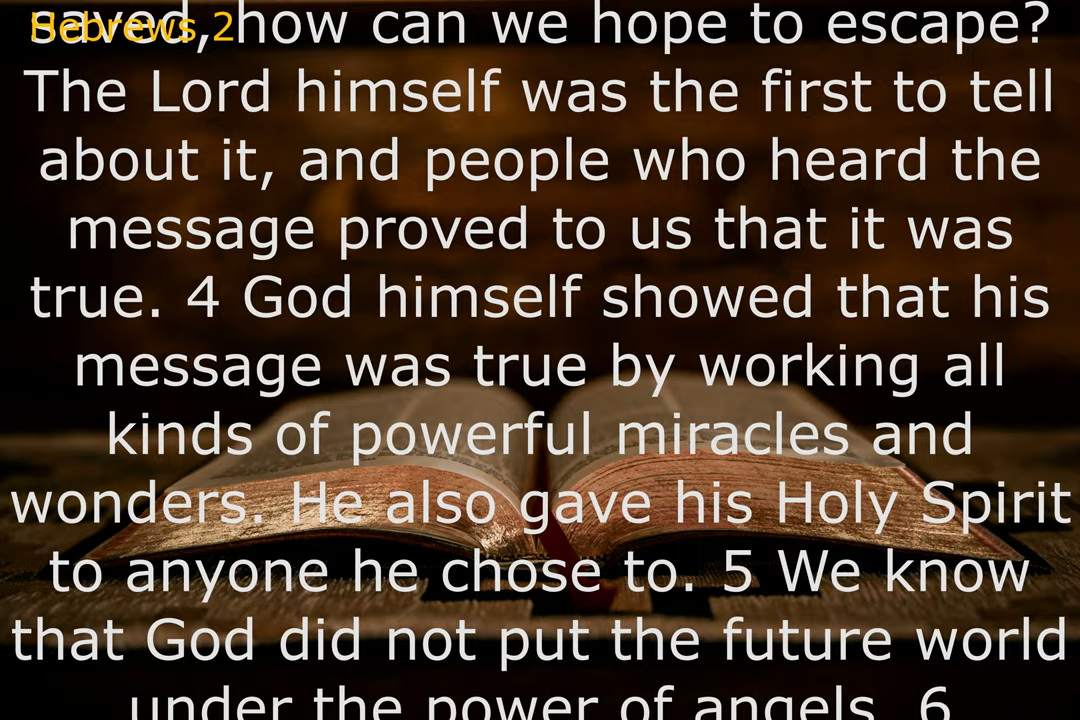 Hebrews 2
saved, how can we hope to escape?
The Lord himself was the first to tell
about it, and people who heard the
message proved to us that it was
true. 4 God himself showed that his
message was true by working all
kinds of powerful miracles and
wonders. He also gave his Holy Spirit
to anyone he chose to. 5 We know
that God did not put the future world
under the power of angels. 6